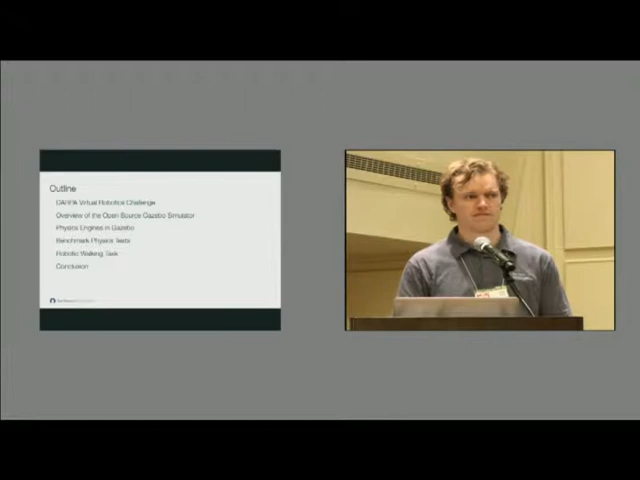 Outline
DARPA Virtual Robotics Challenge
Overview of the Open Source Gazebo Simulator
Physics Engines in Gazebo
Benchmark Physics Tests
Robotic Walking Task
Conclusion